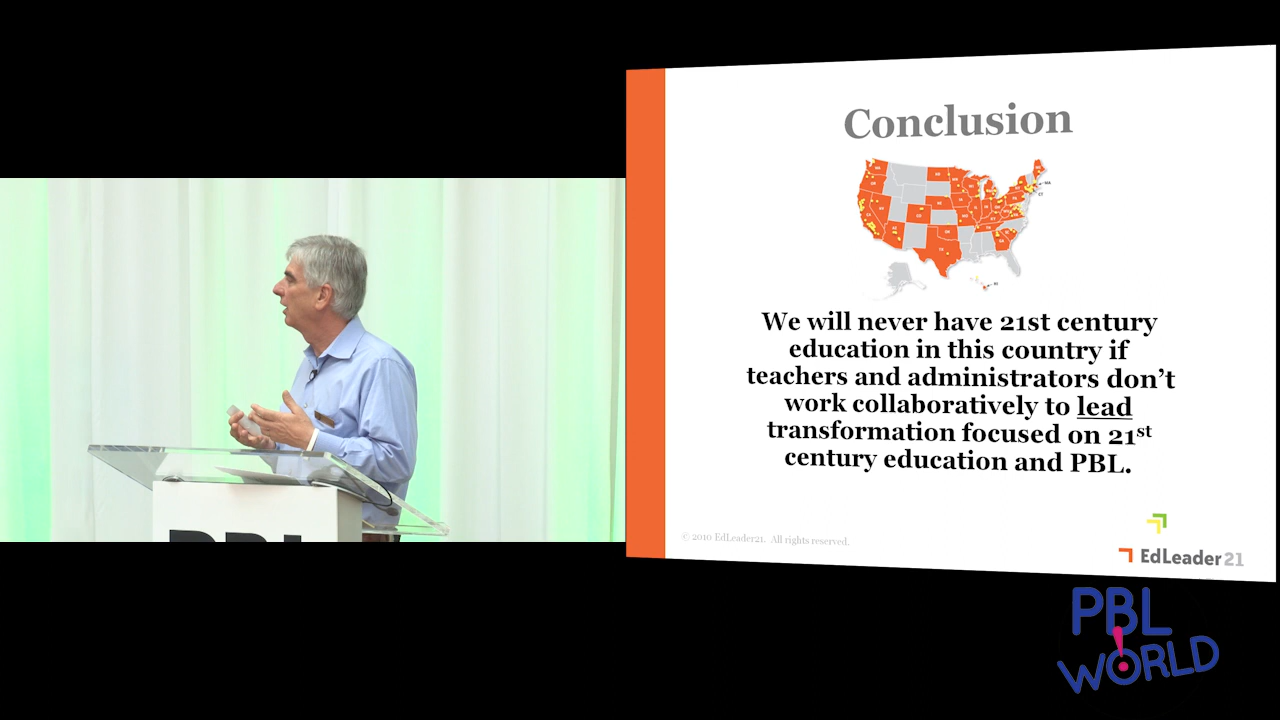 Conclusion
We will never have 21st century
education in this country if
teachers and administrators don't
work collaboratively to lead
transformation focused on 21st
century education and PBL.
© 2010 EdLeader21. All rights reserved.
EdLeader21
PBL
WORLD